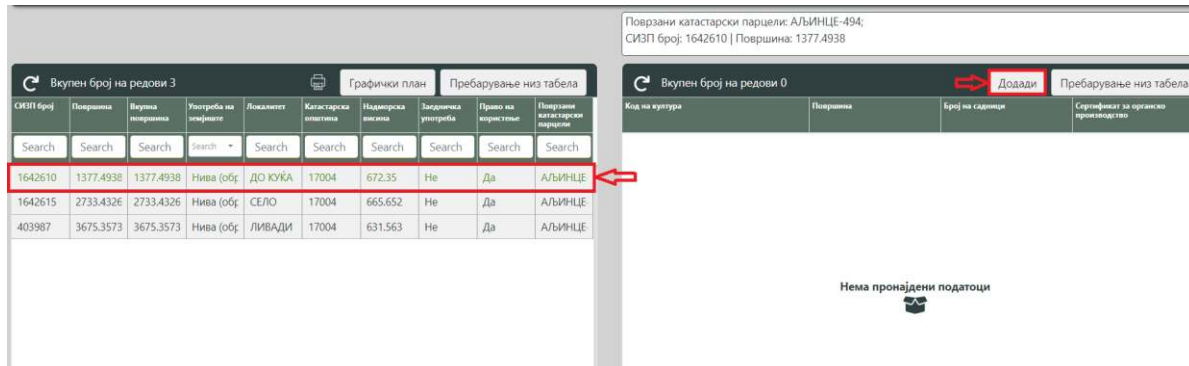 Поврзани катастарски парцели: АЉИНЦЕ-494;
СИЗП број: 1642610 | Површина: 1377.4938
Вкупен број на редови 3 Графички план Пребарување низ табела
СИЗП број Површина Вкупна површина Употреба на земјиште Локалитет Катастарска општина Надморска висина Заедничка употреба Право на користење Поврзани катастарски парцели
Search Search Search Search Search Search Search Search Search Search
1642610 1377.4938 1377.4938 Нива (обр ДО КУЌА 17004 672.35 Не Да АЉИНЦЕ
1642615 2733.4326 2733.4326 Нива (обр СЕЛО 17004 665.652 Не Да АЉИНЦЕ-
403987 3675.3573 3675.3573 Нива (обр ЛИВАДИ 17004 631.563 Не Да АЉИНЦЕ-
Вкупен број на редови 0 Додади Пребарување низ табела
Код на култура Површина Број на садници Сертификат за органско производство
Нема пронајдени податоци